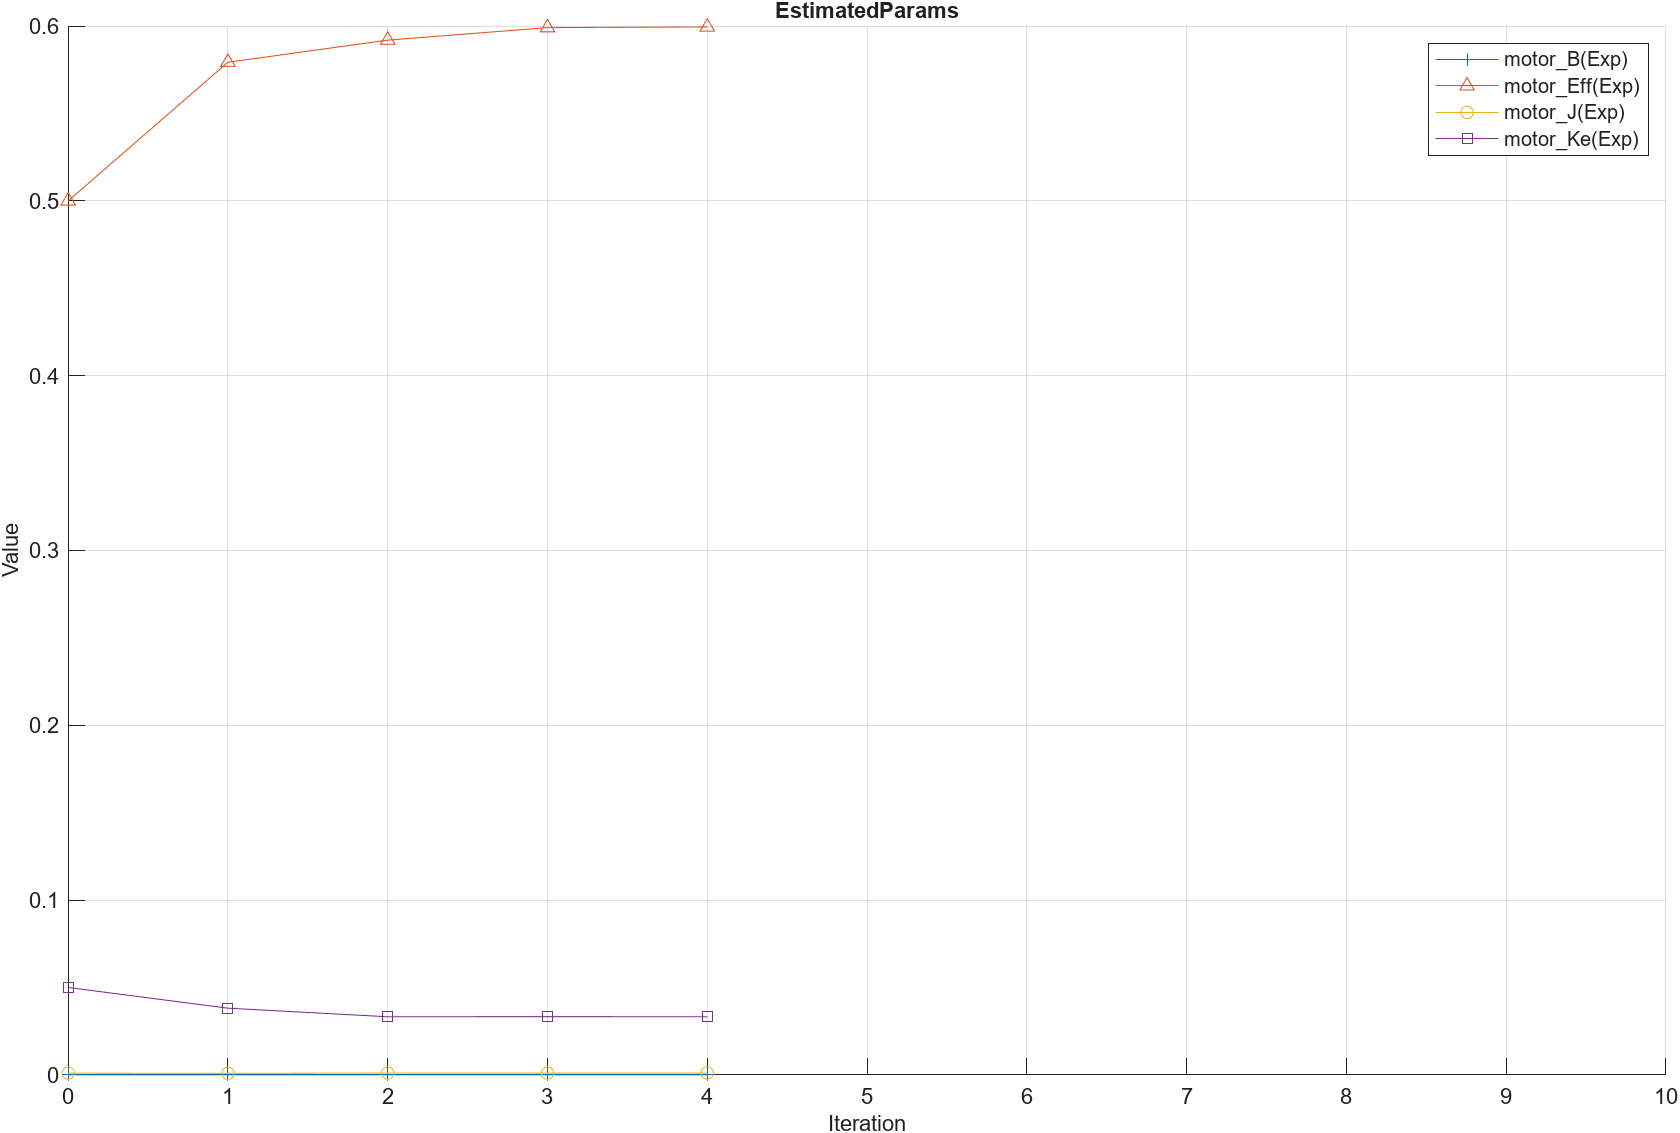 EstimatedParams
0.6
0.5
0.4
0.3
0.2
0.1
0
Value
motor_B(Exp)
motor_Eff(Exp)
motor_J(Exp)
motor_Ke(Exp)
0 1 2 3 4 5 6 7 8 9 10
Iteration